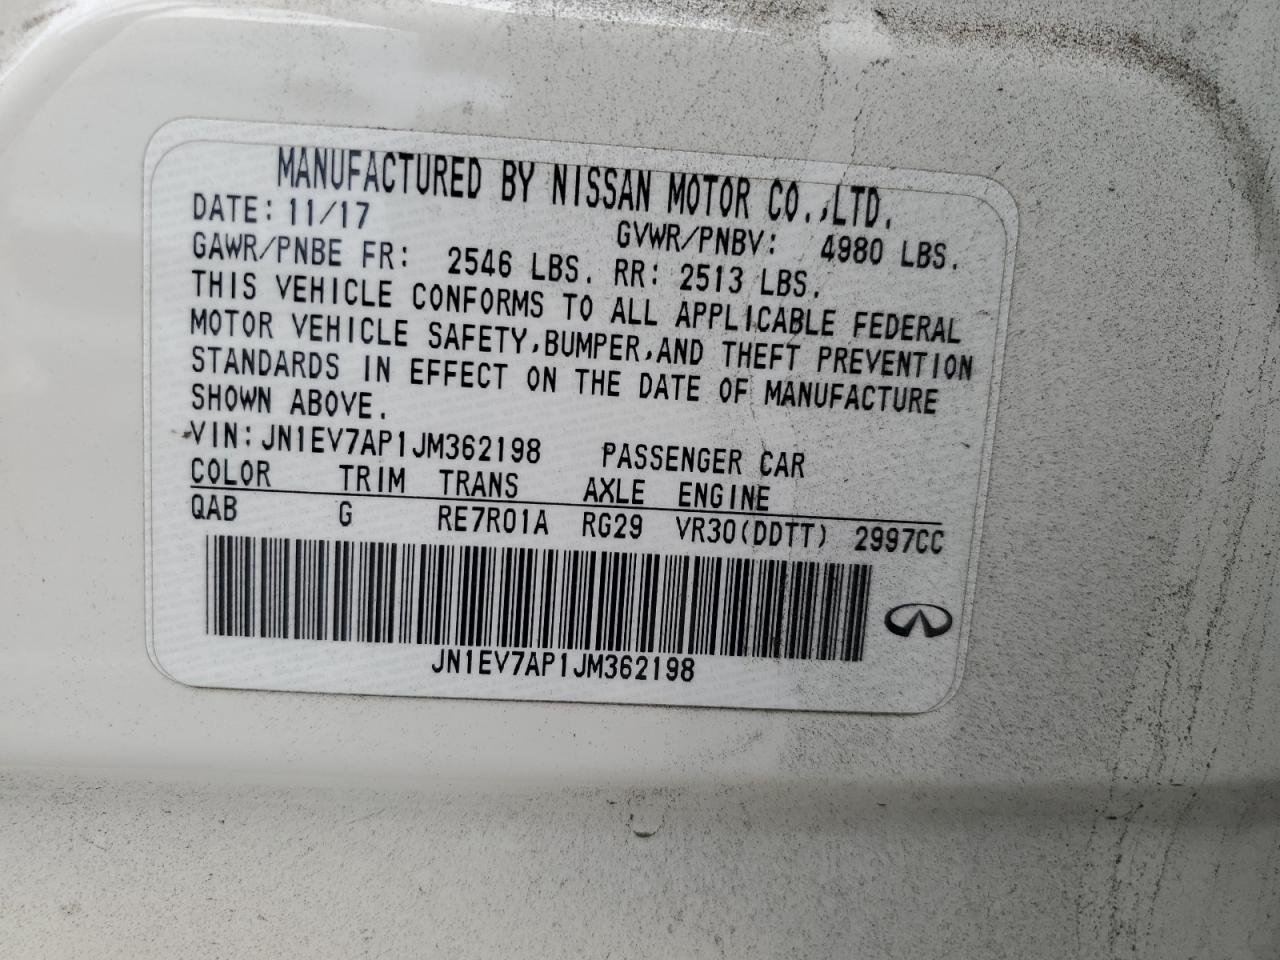 MANUFACTURED BY NISSAN MOTOR CO.,LTD.
DATE: 11/17 GVWR/PNBV: 4980 LBS.
GAWR/PNBE FR: 2546 LBS. RR: 2513 LBS.
THIS VEHICLE CONFORMS TO ALL APPLICABLE FEDERAL
MOTOR VEHICLE SAFETY,BUMPER,AND THEFT PREVENTION
STANDARDS IN EFFECT ON THE DATE OF MANUFACTURE
SHOWN ABOVE.
VIN:JN1EV7AP1JM362198 PASSENGER CAR
COLOR TRIM TRANS AXLE ENGINE
QAB G RE7R01A RG29 VR30(DDTT) 2997CC
JN1EV7AP1JM362198